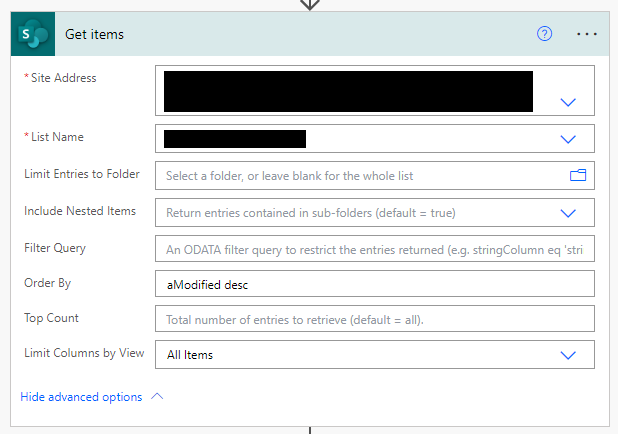 S
Get items
?
* Site Address
* List Name
Limit Entries to Folder
Select a folder, or leave blank for the whole list
Include Nested Items
Return entries contained in sub-folders (default = true)
Filter Query
An ODATA filter query to restrict the entries returned (e.g. stringColumn eq 'stri
Order By
aModified desc
Top Count
Total number of entries to retrieve (default = all).
Limit Columns by View
All Items
Hide advanced options